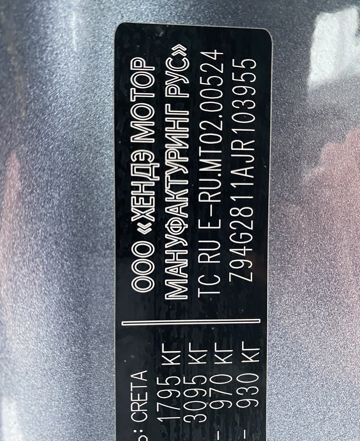 ООО «ХЕНДЭ МОТОР
МАНУФАКТУРИНГ РУС»
ТС RU Е-RU.МТ02.00524
Z94G2811AJR103955
: CRETA
1795 КГ
3095 КГ
- 970 КГ
- 930 КГ